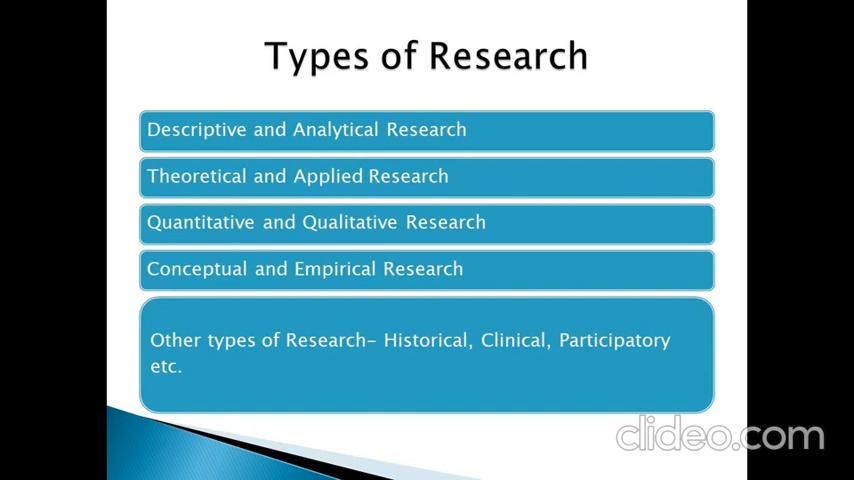 Types of Research
Descriptive and Analytical Research
Theoretical and Applied Research
Quantitative and Qualitative Research
Conceptual and Empirical Research
Other types of Research- Historical, Clinical, Participatory
etc.
clideo.com